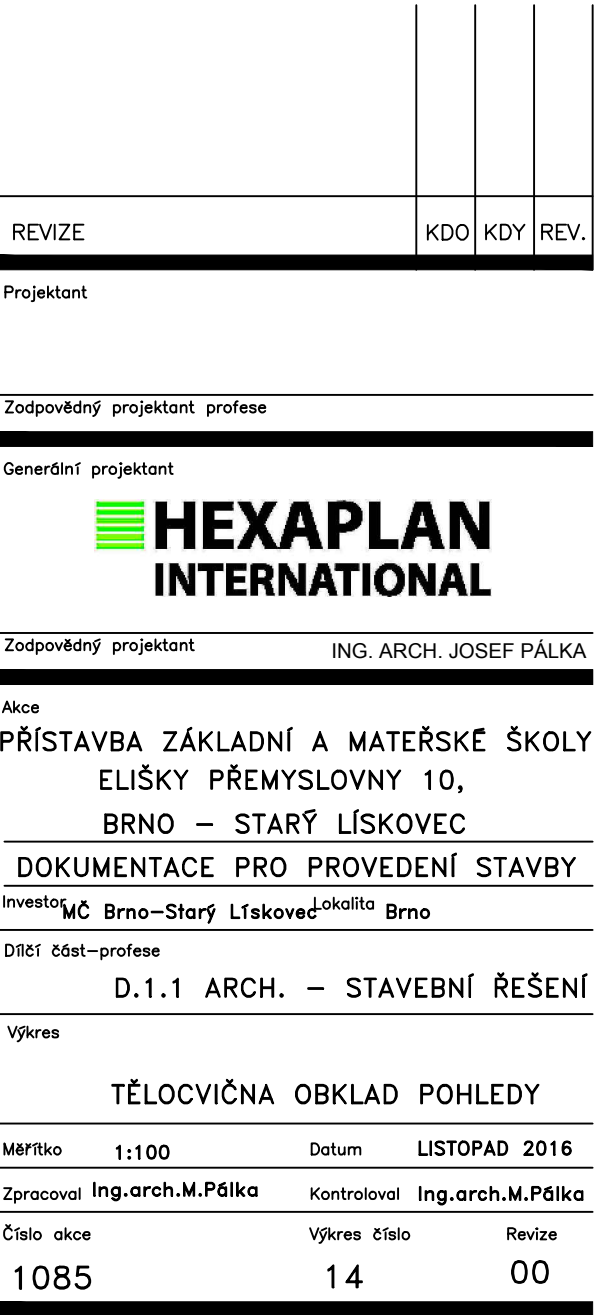 REVIZE KDO KDY REV.
Projektant
Zodpovědný projektant profese
Generální projektant
HEXAPLAN
INTERNATIONAL
Zodpovědný projektant ING. ARCH. JOSEF PÁLKA
Akce
PŘÍSTAVBA ZÁKLADNÍ A MATEŘSKÉ ŠKOLY
ELIŠKY PŘEMYSLOVNY 10,
BRNO – STARÝ LÍSKOVEC
DOKUMENTACE PRO PROVEDENÍ STAVBY
Investor MČ Brno–Starý Lískovec Lokalita Brno
Dílčí část–profese
D.1.1 ARCH. – STAVEBNÍ ŘEŠENÍ
Výkres
TĚLOCVIČNA OBKLAD POHLEDY
Měřítko 1:100 Datum LISTOPAD 2016
Zpracoval Ing.arch.M.Pálka Kontroloval Ing.arch.M.Pálka
Číslo akce Výkres číslo Revize
1085 14 00